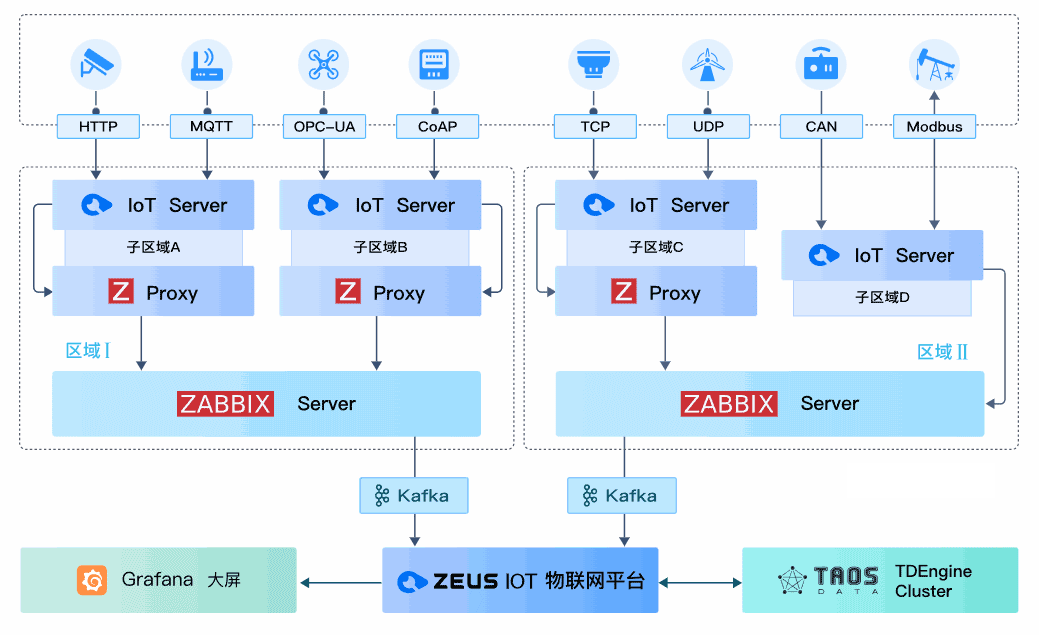 HTTP
MQTT
OPC-UA
CoAP
TCP
UDP
CAN
Modbus
IoT Server
IoT Server
IoT Server
子区域A
子区域B
子区域C
IoT Server
Z Proxy
Z Proxy
Z Proxy
子区域D
区域 I
区域 II
ZABBIX Server
ZABBIX Server
Kafka
Kafka
Grafana 大屏
ZEUS IOT 物联网平台
TAOS
DATA
TDEngine
Cluster